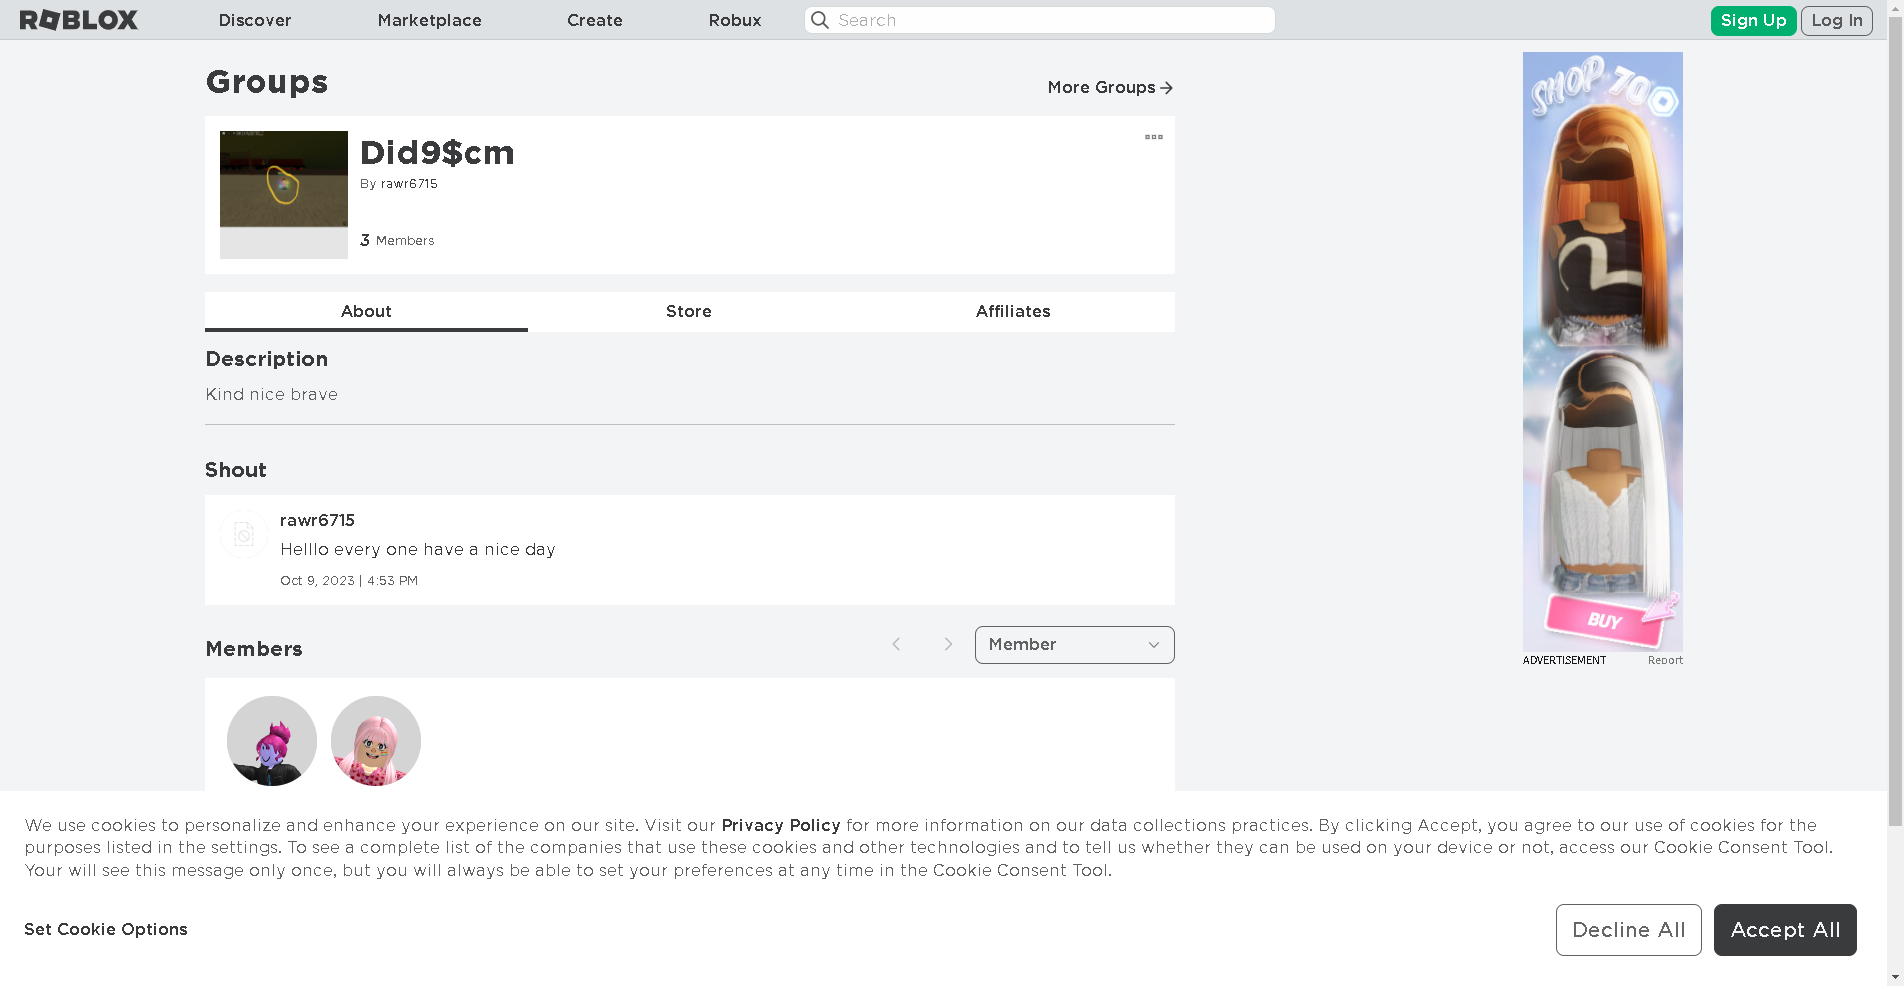 ROBLOX
Discover
Marketplace
Create
Robux
Search
Sign Up
Log In
Groups
More Groups
Did9$cm
By rawr6715
3 Members
About
Store
Affiliates
Description
Kind nice brave
Shout
rawr6715
Helllo every one have a nice day
Oct 9, 2023 | 4:53 PM
Members
Member
SHOP 70
BUY
ADVERTISEMENT
Report
We use cookies to personalize and enhance your experience on our site. Visit our Privacy Policy for more information on our data collections practices. By clicking Accept, you agree to our use of cookies for the
purposes listed in the settings. To see a complete list of the companies that use these cookies and other technologies and to tell us whether they can be used on your device or not, access our Cookie Consent Tool.
Your will see this message only once, but you will always be able to set your preferences at any time in the Cookie Consent Tool.
Set Cookie Options
Decline All
Accept All